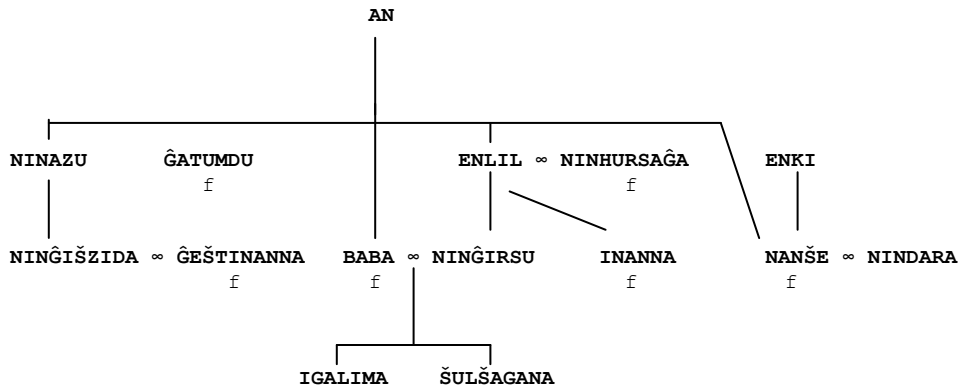 AN
NINAZU ĜATUMDU ENLIL ∞ NINHURSAĜA ENKI
f f
NINĜIŠZIDA ∞ ĜEŠTINANNA BABA ∞ NINĜIRSU INANNA NANŠE ∞ NINDARA
f f f f
IGALIMA ŠULŠAGANA